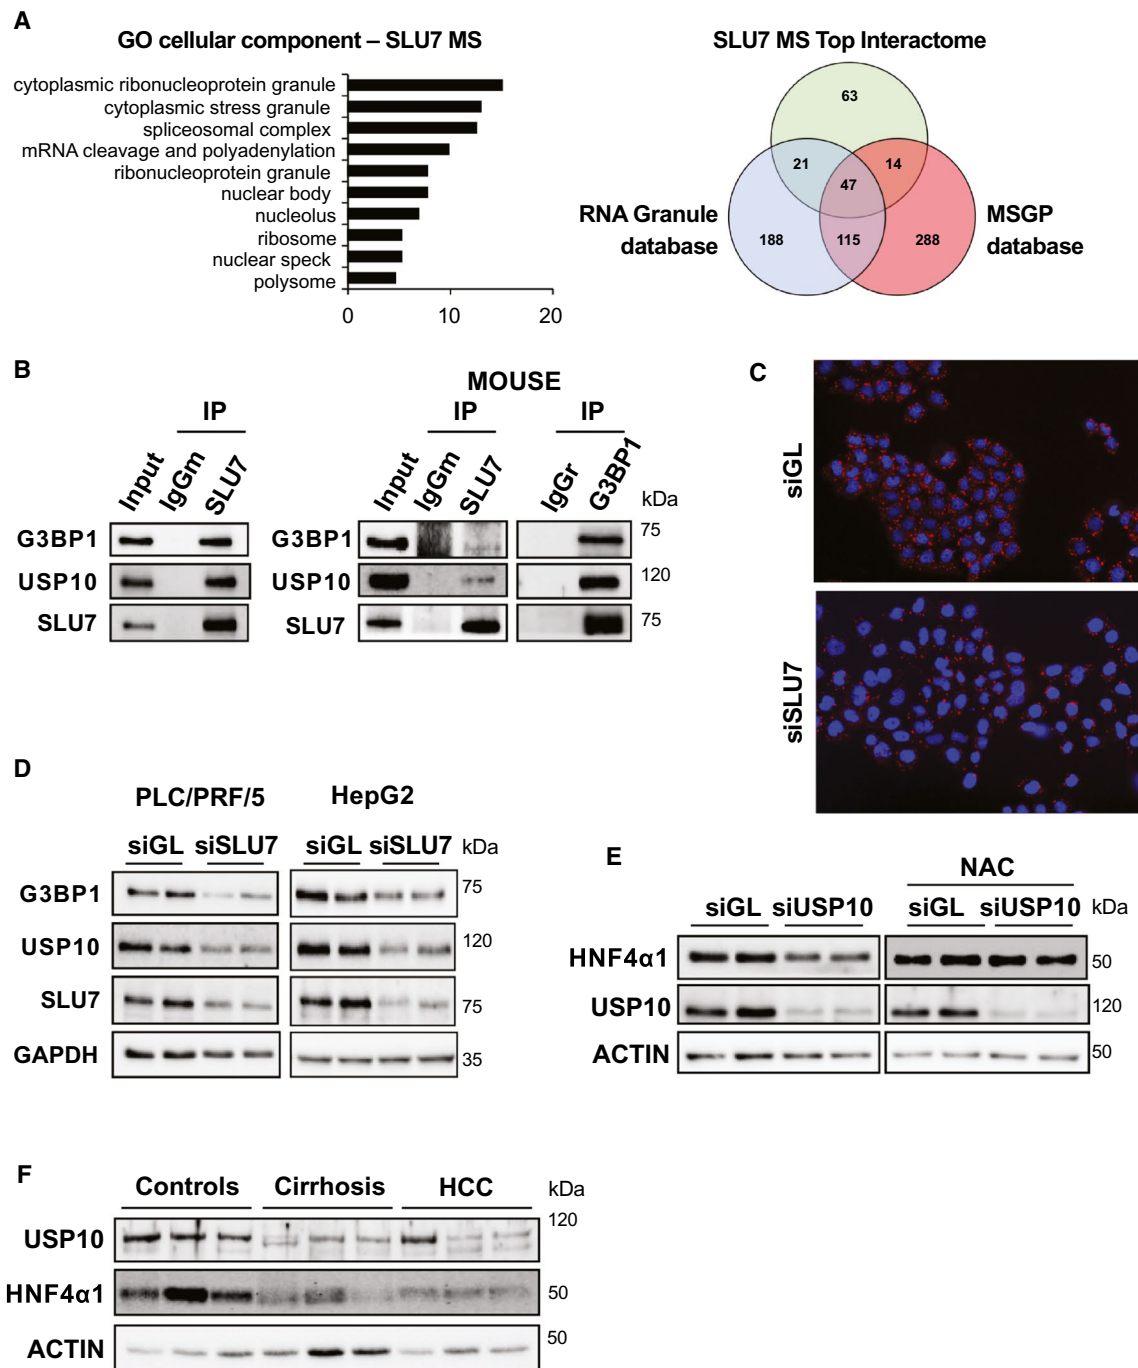 A
GO cellular component – SLU7 MS
cytoplasmic ribonucleoprotein granule
cytoplasmic stress granule
spliceosomal complex
mRNA cleavage and polyadenylation
ribonucleoprotein granule
nuclear body
nucleolus
ribosome
nuclear speck
polysome
0 10 20
SLU7 MS Top Interactome
63
21 14
47
188 115 288
RNA Granule
database
MSGP
database
B
IP
Input IgGm SLU7
G3BP1
USP10
SLU7
MOUSE
IP IP
Input IgGm SLU7 IgGr G3BP1 kDa
G3BP1 75
USP10 120
SLU7 75
C
siGL
siSLU7
D
PLC/PRF/5 HepG2
siGL siSLU7 siGL siSLU7 kDa
G3BP1 75
USP10 120
SLU7 75
GAPDH 35
E
NAC
siGL siUSP10 siGL siUSP10 kDa
HNF4α1 50
USP10 120
ACTIN 50
F
Controls Cirrhosis HCC kDa
USP10 120
HNF4α1 50
ACTIN 50